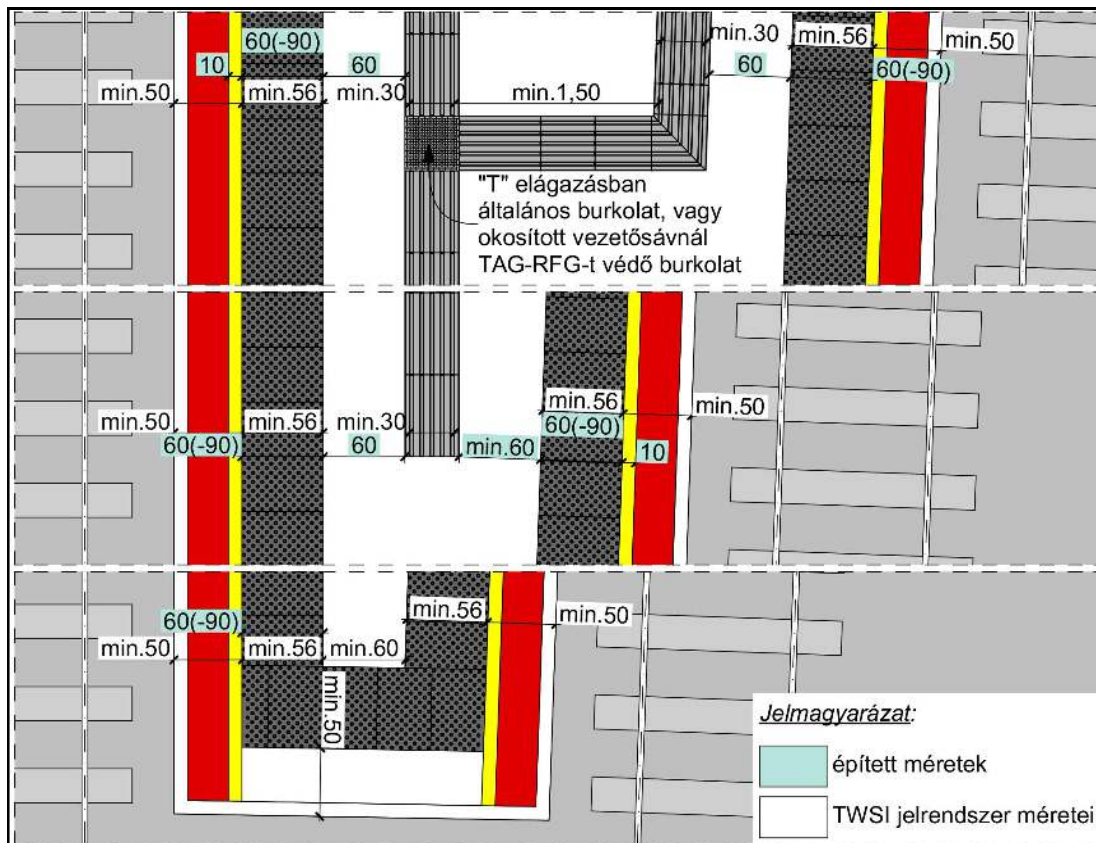 60(-90)
10
60
min.50
min.56
min.30
min.1,50
min.30
min.56
min.50
60
60(-90)
"T" elágazásban
általános burkolat, vagy
okosított vezetősávnál
TAG-RFG-t védő burkolat
min.50
min.56
min.30
60(-90)
60
min.60
min.56
min.50
60(-90)
10
60(-90)
min.50
min.56
min.60
min.56
min.50
min.50
Jelmagyarázat:
épített méretek
TWSI jelrendszer méretei